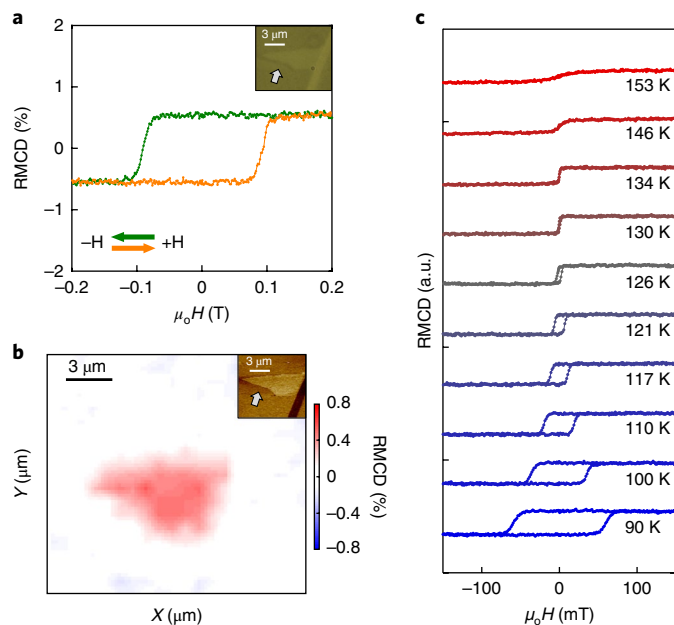 a
3 μm
2
1
0
−1
−2
RMCD (%)
−H
+H
−0.2
−0.1
0
0.1
0.2
μoH (T)
b
3 μm
3 μm
0.8
0.4
0
−0.4
−0.8
RMCD (%)
Y (μm)
X (μm)
c
153 K
146 K
134 K
130 K
126 K
121 K
117 K
110 K
100 K
90 K
RMCD (a.u.)
−100
0
100
μoH (mT)